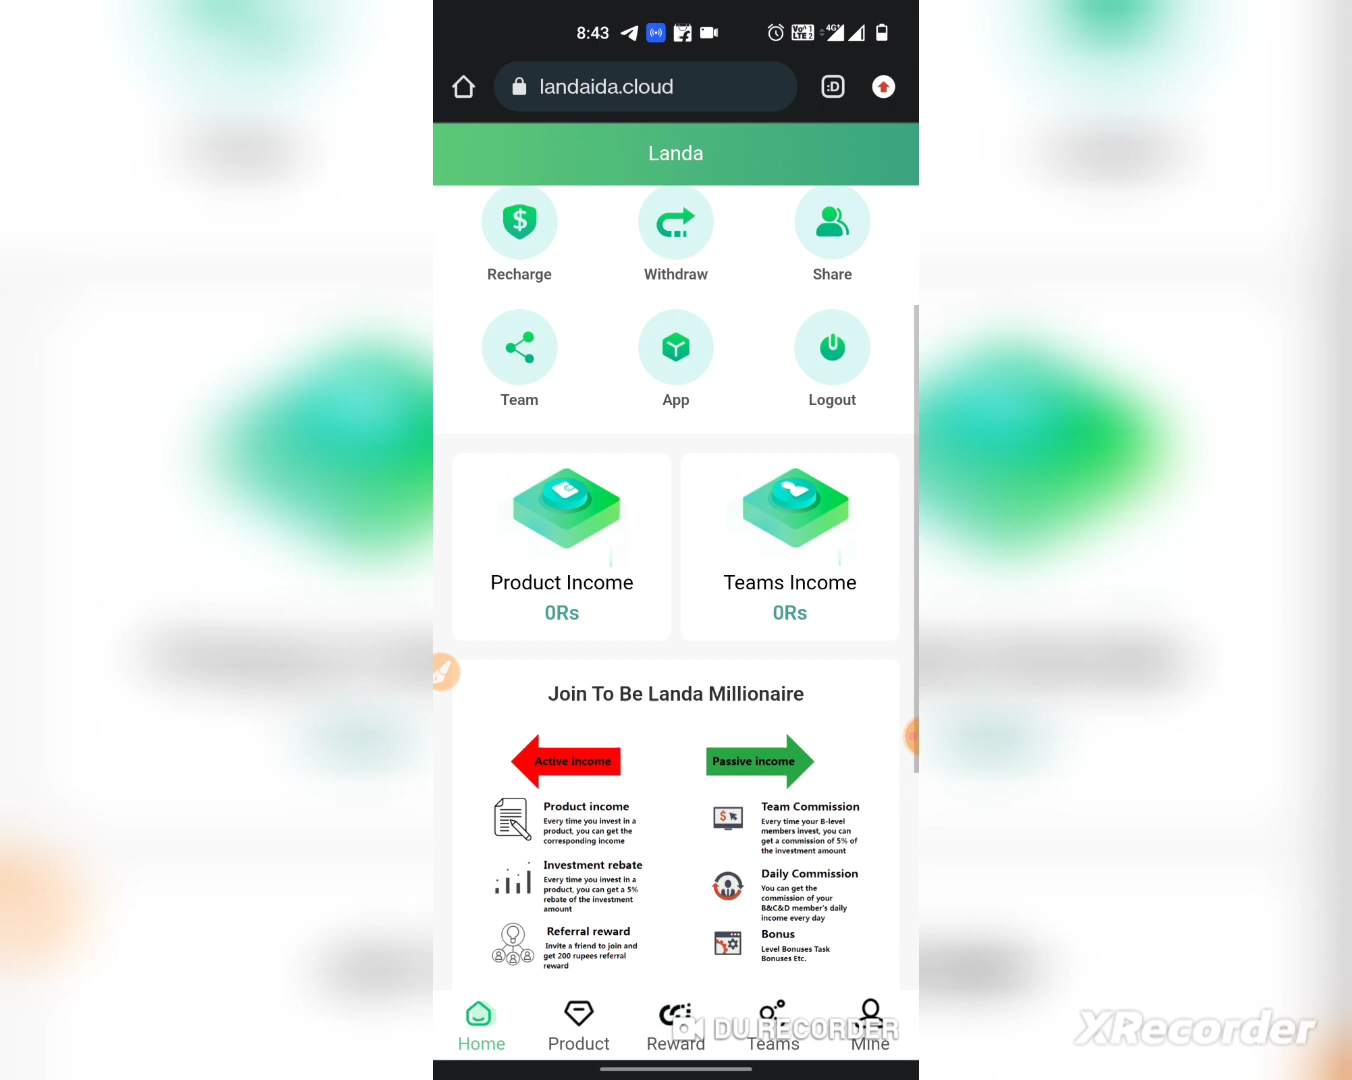 8:43
4G+
landaida.cloud
:D
Landa
Recharge
Withdraw
Share
Team
App
Logout
Product Income
Teams Income
0Rs
0Rs
Join To Be Landa Millionaire
Active income
Passive income
Product income
Every time you invest in a
product, you can get the
corresponding income
Team Commission
Every time your B-level
members invest, you can
get a commission of 5% of
the investment amount
Investment rebate
Every time you invest in a
product, you can get a 5%
rebate of the investment
amount
Daily Commission
You can get the
commission of your
B&C&D member's daily
income every day
Referral reward
Invite a friend to join and
get 200 rupees referral
reward
Bonus
Level Bonuses Task
Bonuses Etc.
DU RECORDER
XRecorder
Home
Product
Reward
Teams
Mine